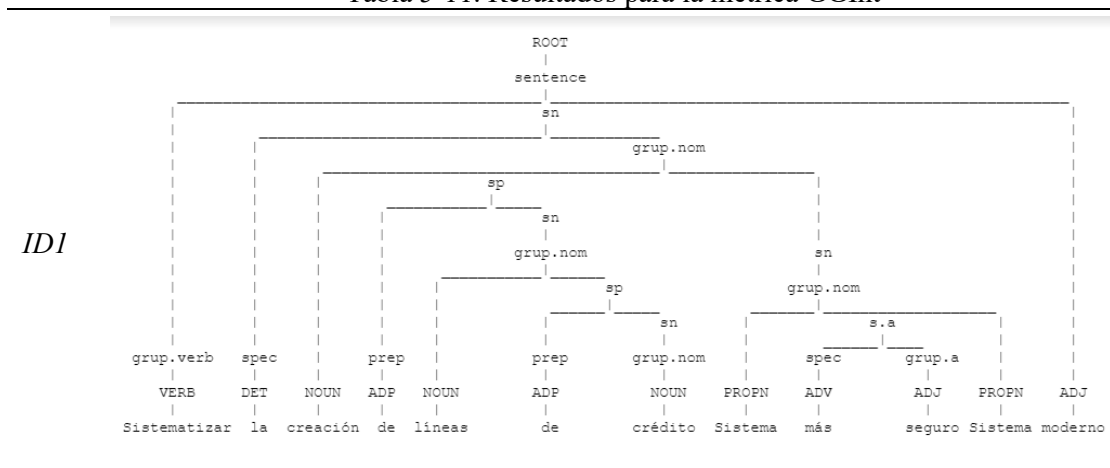 Tabla 5-11. Resultados para la métrica GGInt
ROOT
sentence
sn
grup.nom
sp
sn
ID1
grup.nom sn
sp grup.nom
sn s.a
grup.verb spec prep prep grup.nom spec grup.a
VERB DET NOUN ADP NOUN ADP NOUN PROPN ADV ADJ PROPN ADJ
Sistematizar la creación de líneas de crédito Sistema más seguro Sistema moderno